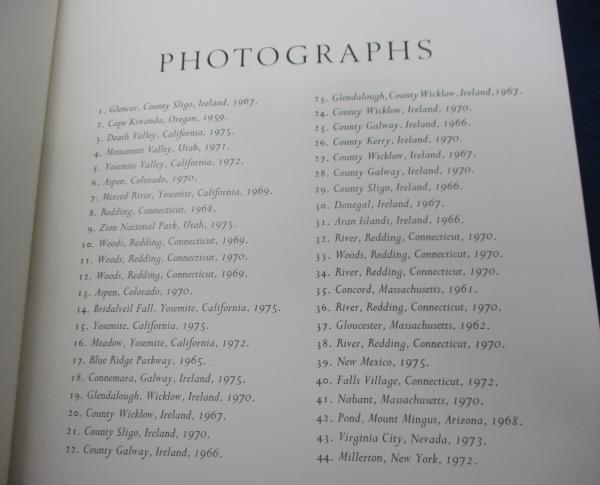 PHOTOGRAPHS
1. Glencar, County Sligo, Ireland, 1967.
2. Cape Kiwanda, Oregon, 1959.
3. Death Valley, California, 1975.
4. Monument Valley, Utah, 1971.
5. Yosemite Valley, California, 1972.
6. Aspen, Colorado, 1970.
7. Merced River, Yosemite, California, 1969.
8. Redding, Connecticut, 1968.
9. Zion National Park, Utah, 1975.
10. Woods, Redding, Connecticut, 1969.
11. Woods, Redding, Connecticut, 1970.
12. Woods, Redding, Connecticut, 1969.
13. Aspen, Colorado, 1970.
14. Bridalveil Fall, Yosemite, California, 1975.
15. Yosemite, California, 1975.
16. Meadow, Yosemite, California, 1972.
17. Blue Ridge Parkway, 1965.
18. Connemara, Galway, Ireland, 1975.
19. Glendalough, Wicklow, Ireland, 1970.
20. County Wicklow, Ireland, 1967.
21. County Sligo, Ireland, 1970.
22. County Galway, Ireland, 1966.
23. Glendalough, County Wicklow, Ireland, 1967.
24. County Wicklow, Ireland, 1970.
25. County Galway, Ireland, 1966.
26. County Kerry, Ireland, 1970.
27. County Wicklow, Ireland, 1967.
28. County Galway, Ireland, 1970.
29. County Sligo, Ireland, 1966.
30. Donegal, Ireland, 1967.
31. Aran Islands, Ireland, 1966.
32. River, Redding, Connecticut, 1970.
33. Woods, Redding, Connecticut, 1970.
34. River, Redding, Connecticut, 1970.
35. Concord, Massachusetts, 1961.
36. River, Redding, Connecticut, 1970.
37. Gloucester, Massachusetts, 1962.
38. River, Redding, Connecticut, 1970.
39. New Mexico, 1975.
40. Falls Village, Connecticut, 1972.
41. Nahant, Massachusetts, 1970.
42. Pond, Mount Mingus, Arizona, 1968.
43. Virginia City, Nevada, 1973.
44. Millerton, New York, 1972.